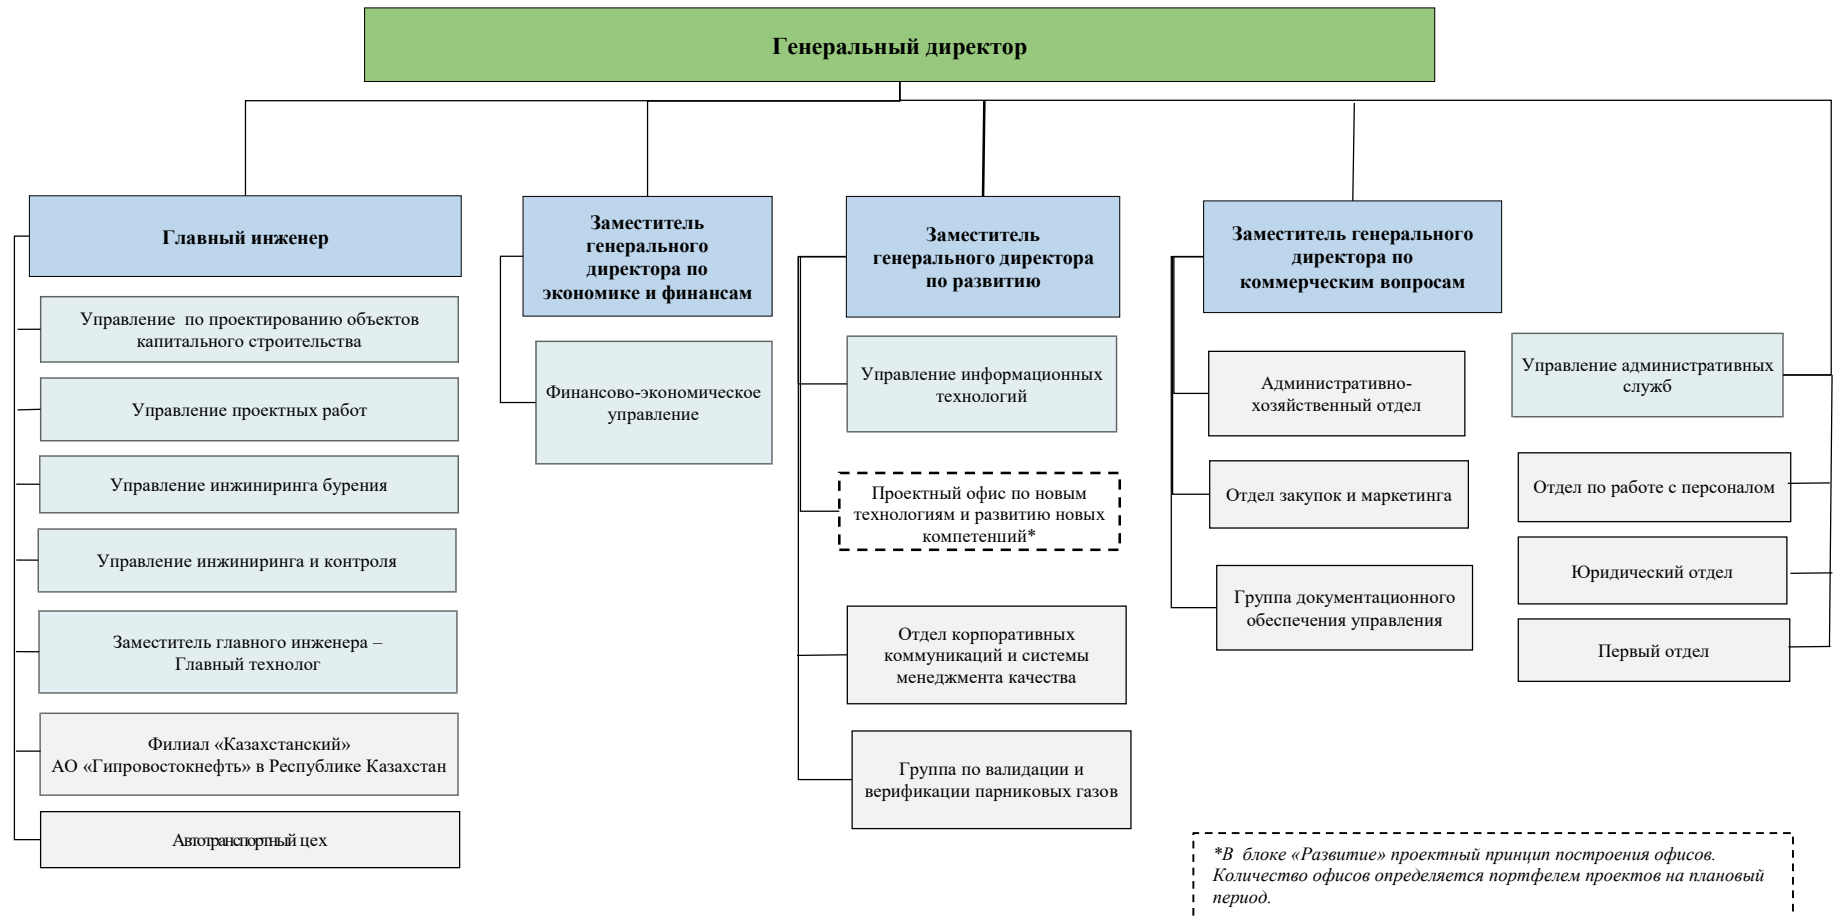 Генеральный директор
Главный инженер
Управление по проектированию объектов
капитального строительства
Управление проектных работ
Управление инжиниринга бурения
Управление инжиниринга и контроля
Заместитель главного инженера –
Главный технолог
Филиал «Казахстанский»
АО «Гипровостокнефть» в Республике Казахстан
Автотранспортный цех
Заместитель
генерального
директора по
экономике и финансам
Финансово-экономическое
управление
Заместитель
генерального директора
по развитию
Управление информационных
технологий
Проектный офис по новым
технологиям и развитию новых
компетенций*
Отдел корпоративных
коммуникаций и системы
менеджмента качества
Группа по валидации и
верификации парниковых газов
Заместитель генерального
директора по
коммерческим вопросам
Административно-
хозяйственный отдел
Отдел закупок и маркетинга
Группа документационного
обеспечения управления
Управление административных
служб
Отдел по работе с персоналом
Юридический отдел
Первый отдел
*В блоке «Развитие» проектный принцип построения офисов.
Количество офисов определяется портфелем проектов на плановый
период.